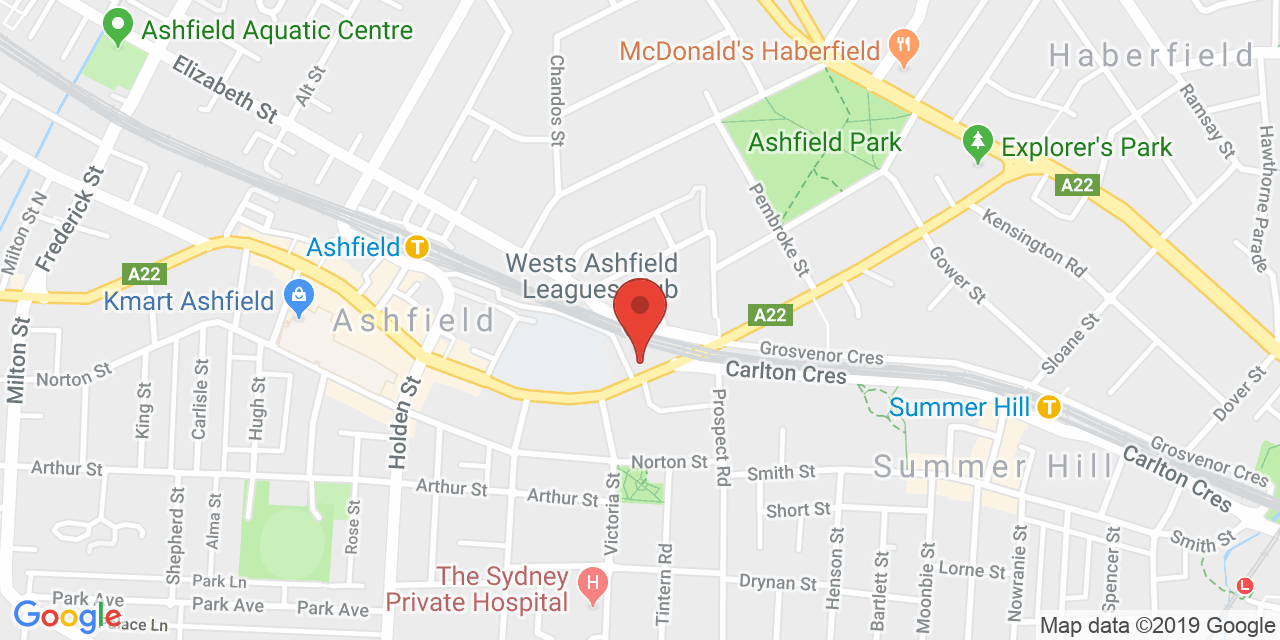 Ashfield Aquatic Centre
McDonald's Haberfield
Haberfield
Elizabeth St
Alt St
Chandos St
Ramsay St
Hawthorne Parade
Ashfield Park
Explorer's Park
A22
Frederick St
Milton St N
Pembroke St
Kensington Rd
Gower St
Ashfield
T
Wests Ashfield
Leagues
ub
A22
Kmart Ashfield
Ashfield
A22
Grosvenor Cres
Carlton Cres
Sloane St
Milton St
Norton St
King St
Carlisle St
Hugh St
Holden St
Prospect Rd
Summer Hill
T
Dover St
Grosvenor Cres
Carlton Cres
Summer Hill
Arthur St
Arthur St
Arthur St
Norton St
Smith St
Short St
Smith St
Shepherd St
Alma St
Rose St
Victoria St
Tintern Rd
Henson St
Bartlett St
Moonbie St
Nowranie St
Spencer St
Lorne St
Drynan St
The Sydney
Private Hospital
H
L
Park Ln
Park Ave
Park Ave
Park Ave
Palace Ln
Google
Map data ©2019 Google